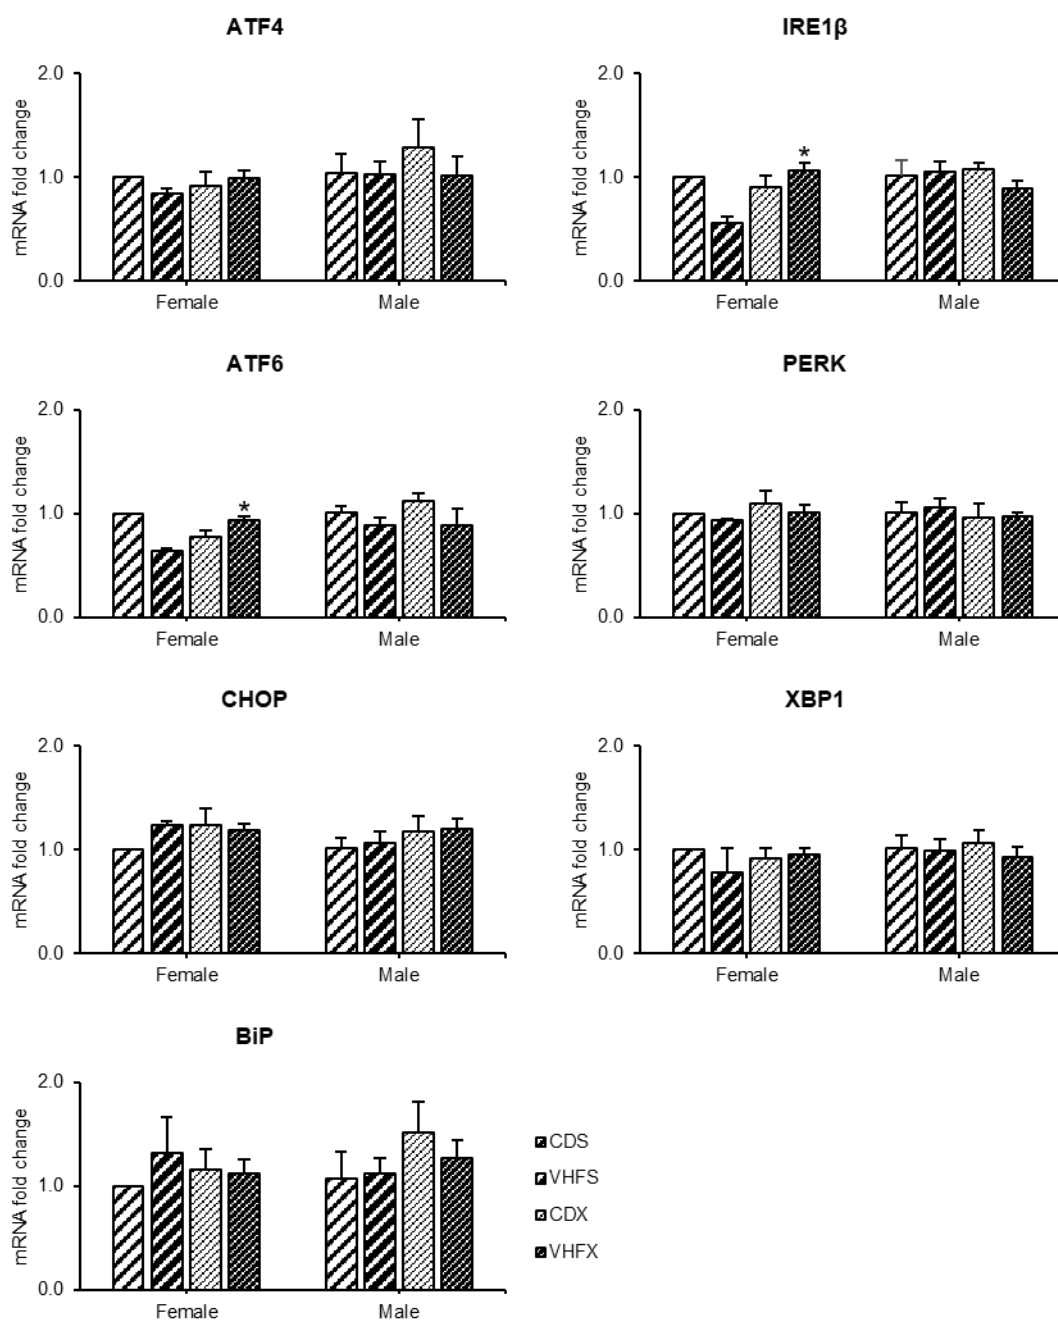 ATF4
mRNA fold change
2.0
1.0
0.0
Female
Male
IRE1β
mRNA fold change
2.0
1.0
0.0
*
Female
Male
ATF6
mRNA fold change
2.0
1.0
0.0
*
Female
Male
PERK
mRNA fold change
2.0
1.0
0.0
Female
Male
CHOP
mRNA fold change
2.0
1.0
0.0
Female
Male
XBP1
mRNA fold change
2.0
1.0
0.0
Female
Male
BiP
mRNA fold change
2.0
1.0
0.0
Female
Male
CDS
VHFS
CDX
VHFX